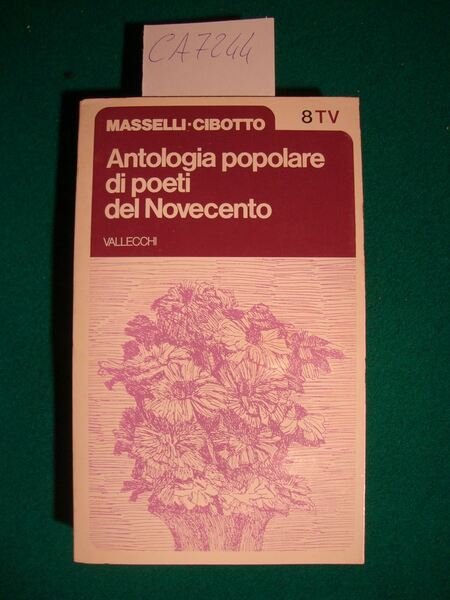 CA7244
MASSELLI·CIBOTTO
8TV
Antologia popolare
di poeti
del Novecento
VALLECCHI